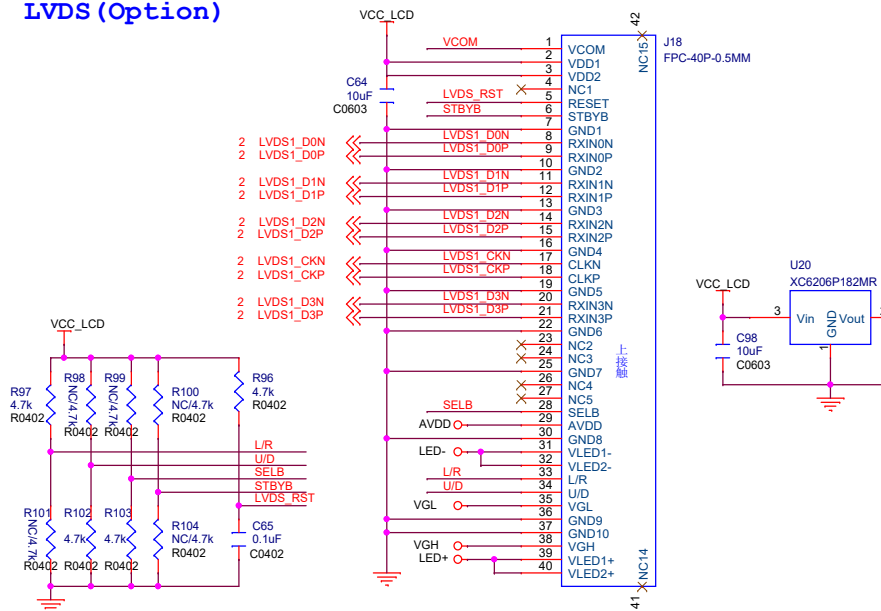 LVDS(Option)
VCC_LCD
42
NC15
J18
FPC-40P-0.5MM
C64
10uF
C0603
VCOM 1 VCOM
2 VDD1
3 VDD2
4 NC1
LVDS_RST 5 RESET
STBYB 6 STBYB
7 GND1
2 LVDS1_D0N LVDS1_D0N 8 RXIN0N
2 LVDS1_D0P LVDS1_D0P 9 RXIN0P
10 GND2
2 LVDS1_D1N LVDS1_D1N 11 RXIN1N
2 LVDS1_D1P LVDS1_D1P 12 RXIN1P
13 GND3
2 LVDS1_D2N LVDS1_D2N 14 RXIN2N
2 LVDS1_D2P LVDS1_D2P 15 RXIN2P
16 GND4
2 LVDS1_CKN LVDS1_CKN 17 CLKN
2 LVDS1_CKP LVDS1_CKP 18 CLKP
19 GND5
2 LVDS1_D3N LVDS1_D3N 20 RXIN3N
2 LVDS1_D3P LVDS1_D3P 21 RXIN3P
22 GND6
23 NC2
24 NC3
25 GND7
26 NC4
27 NC5
SELB 28 SELB
AVDD 29 AVDD
30 GND8
LED- 31 VLED1-
32 VLED2-
L/R 33 L/R
U/D 34 U/D
VGL 35 VGL
36 GND9
37 GND10
VGH 38 VGH
LED+ 39 VLED1+
40 VLED2+
上接触
NC14
41
VCC_LCD
U20
XC6206P182MR
3 Vin GND Vout
1
C98
10uF
C0603
VCC_LCD
R97
4.7k
R0402
R98
NC/4.7k
R0402
R99
NC/4.7k
R0402
R100
NC/4.7k
R0402
R96
4.7k
R0402
L/R
U/D
SELB
STBYB
LVDS_RST
R101
NC/4.7k
R0402
R102
4.7k
R0402
R103
4.7k
R0402
R104
NC/4.7k
R0402
C65
0.1uF
C0402